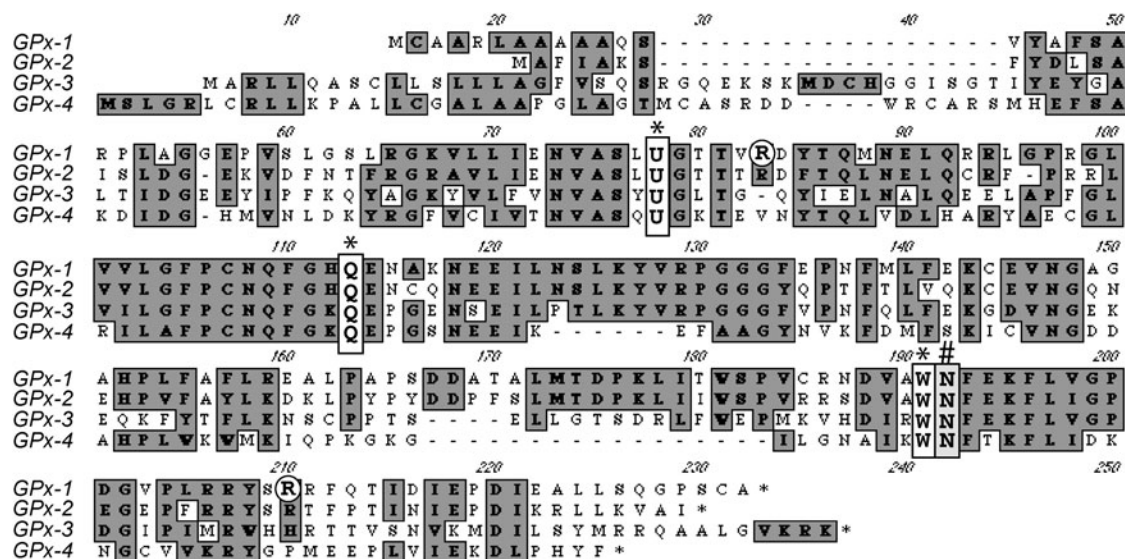 10 20 30 40 50
GPx-1 M C A A R L A A A A A Q S - - - - - - - - - - - - - - - - - V Y A F S A
GPx-2 M A F I A K S - - - - - - - - - - - - - - - - - F Y D L S A
GPx-3 M A R L L Q A S C L L S L L L A G F V S Q S R G Q E K S K M D C H G G I S G T I Y E Y G A
GPx-4 M S L G R L C R L L K P A L L C G A L A A P G L A G T M C A S R D D - - - - W R C A R S M H E F S A
60 70 * 80 90 100
GPx-1 R P L A G G E P V S L G S L R G K V L L I E N V A S L U G T T V R D Y T Q M N E L Q R R L G P R G L
GPx-2 I S L D G - E K V D F N T F R G R A V L I E N V A S L U G T T T R D F T Q L N E L Q C R F - P R R L
GPx-3 L T I D G E E Y I P F K Q Y A G K Y V L F V N V A S Y U G L T G - Q Y I E L N A L Q E E L A P F G L
GPx-4 K D I D G - H M V N L D K Y R G F V C I V T N V A S Q U G K T E V N Y T Q L V D L H A R Y A E C G L
110 * 120 130 140 150
GPx-1 V V L G F P C N Q F G H Q E N A K N E E I L N S L K Y V R P G G G F E P N F M L F E K C E V N G A G
GPx-2 V V L G F P C N Q F G H Q E N C Q N E E I L N S L K Y V R P G G G Y Q P T F T L V Q K C E V N G Q N
GPx-3 V I L G F P C N Q F G K Q E P G E N S E I L P T L K Y V R P G G G F V P N F Q L F E K G D V N G E K
GPx-4 R I L A F P C N Q F G K Q E P G S N E E I K - - - - - - E F A A G Y N V K F D M F S K I C V N G D D
160 170 180 190 * # 200
GPx-1 A H P L F A F L R E A L P A P S D D A T A L M T D P K L I T W S P V C R N D V A W N F E K F L V G P
GPx-2 E H P V F A Y L K D K L P Y P Y D D P F S L M T D P K L I I W S P V R R S D V A W N F E K F L I G P
GPx-3 E Q K F Y T F L K N S C P P T S - - - - E L L G T S D R L F W E P M K V H D I R W N F E K F L V G P
GPx-4 A H P L W K W M K I Q P K G K G - - - - - - - - - - - - - - - - - I L G N A I K W N F T K F L I D K
210 220 230 240 250
GPx-1 D G V P L R R Y S R R F Q T I D I E P D I E A L L S Q G P S C A *
GPx-2 E G E P F R R Y S R T F P T I N I E P D I K R L L K V A I *
GPx-3 D G I P I M R W H H R T T V S N V K M D I L S Y M R R Q A A L G V K R K *
GPx-4 N G C V V K R Y G P M E E P L V I E K D L P H Y F *